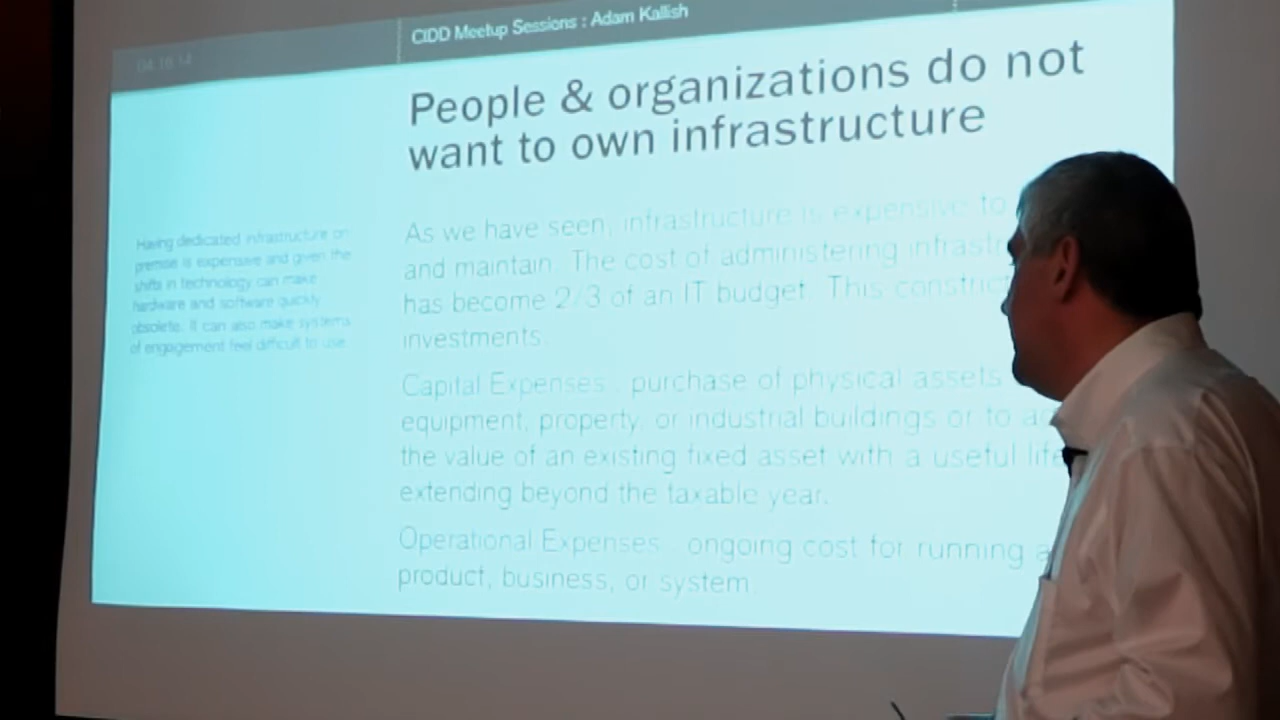 04.16.14
CIDD Meetup Sessions : Adam Kallish
People & organizations do not
want to own infrastructure
Having dedicated infrastructure on
premise is expensive and given the
shifts in technology can make
hardware and software quickly
obsolete. It can also make systems
of engagement feel difficult to use.
As we have seen, infrastructure is expensive to
and maintain. The cost of administering
has become 2/3 of an IT budget. This
investments.
Capital Expenses : purchase of physical assets
equipment, property, or industrial buildings or to
the value of an existing fixed asset with a useful life
extending beyond the taxable year.
Operational Expenses : ongoing cost for running a
product, business, or system.